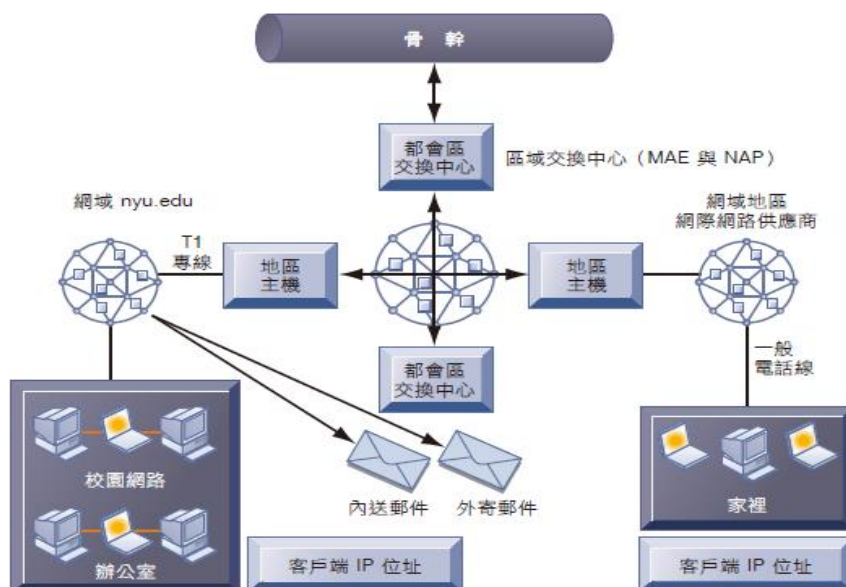 骨 幹
都會區
交換中心
區域交換中心（MAE 與 NAP）
網域 nyu.edu
網域地區
網際網路供應商
T1
專線
地區
主機
地區
主機
都會區
交換中心
一般
電話線
校園網路
辦公室
內送郵件
外寄郵件
家裡
客戶端 IP 位址
客戶端 IP 位址